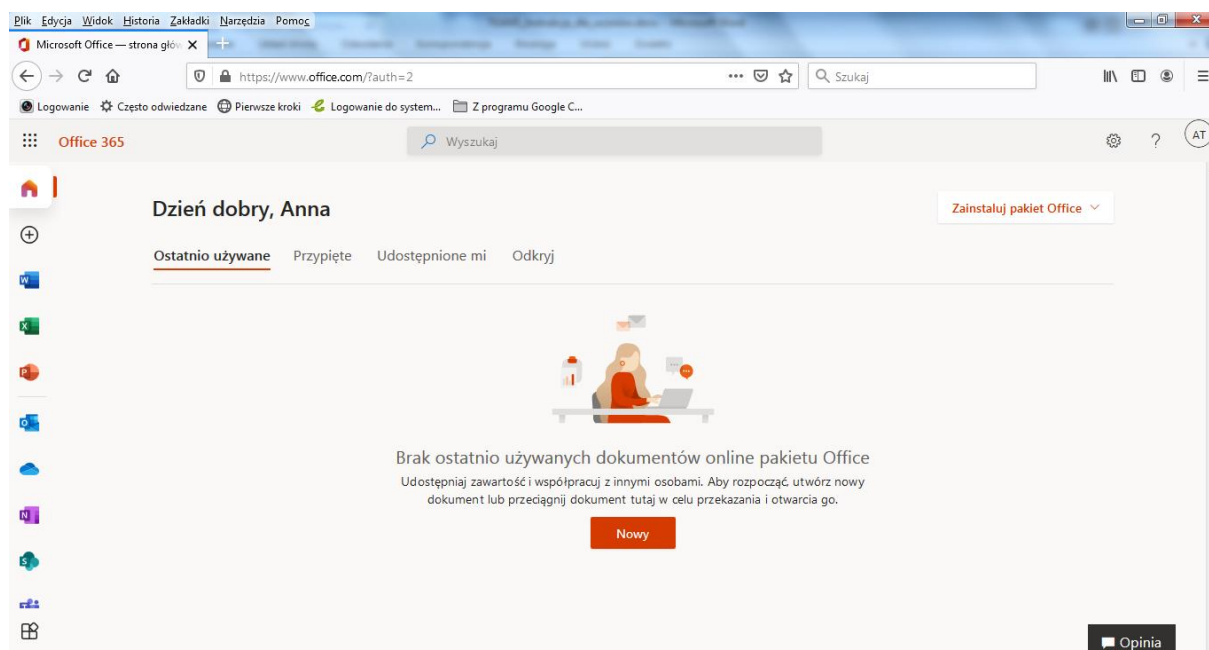 Plik Edycja Widok Historia Zakładki Narzędzia Pomoc
Microsoft Office — strona głów
https://www.office.com/?auth=2
Szukaj
Logowanie Często odwiedzane Pierwsze kroki Logowanie do system... Z programu Google C...
Office 365
Wyszukaj
? AT
Dzień dobry, Anna
Zainstaluj pakiet Office
Ostatnio używane Przypięte Udostępnione mi Odkryj
Brak ostatnio używanych dokumentów online pakietu Office
Udostępniaj zawartość i współpracuj z innymi osobami. Aby rozpocząć, utwórz nowy
dokument lub przeciągnij dokument tutaj w celu przekazania i otwarcia go.
Nowy
Opinia